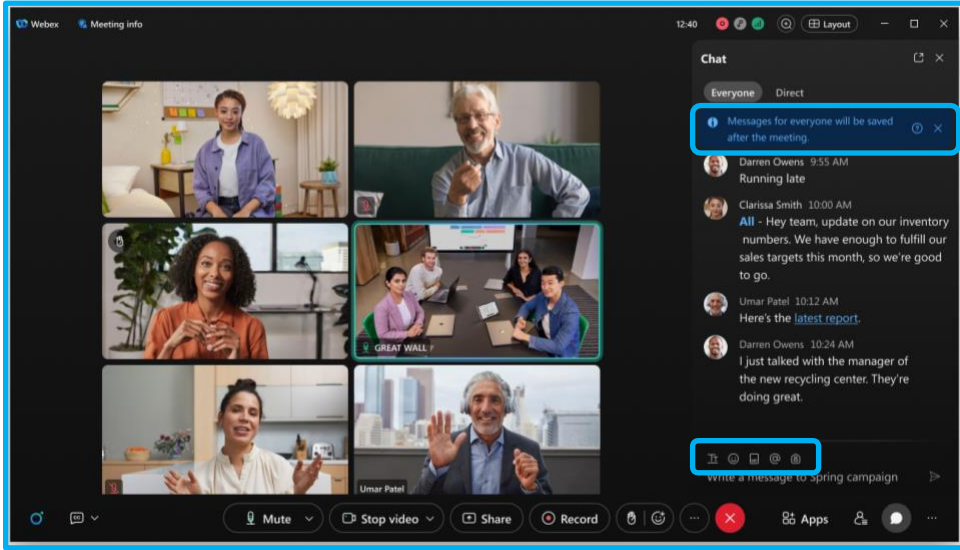 Webex Meeting info 12:40 Layout
Chat
Everyone Direct
Messages for everyone will be saved
after the meeting.
Darren Owens 9:55 AM
Running late
Clarissa Smith 10:00 AM
All - Hey team, update on our inventory
numbers. We have enough to fulfill our
sales targets this month, so we're good
to go.
Umar Patel 10:12 AM
Here's the latest report.
Darren Owens 10:24 AM
I just talked with the manager of
the new recycling center. They're
doing great.
Write a message to Spring campaign
GREAT WALL
Umar Patel
Mute Stop video Share Record Apps